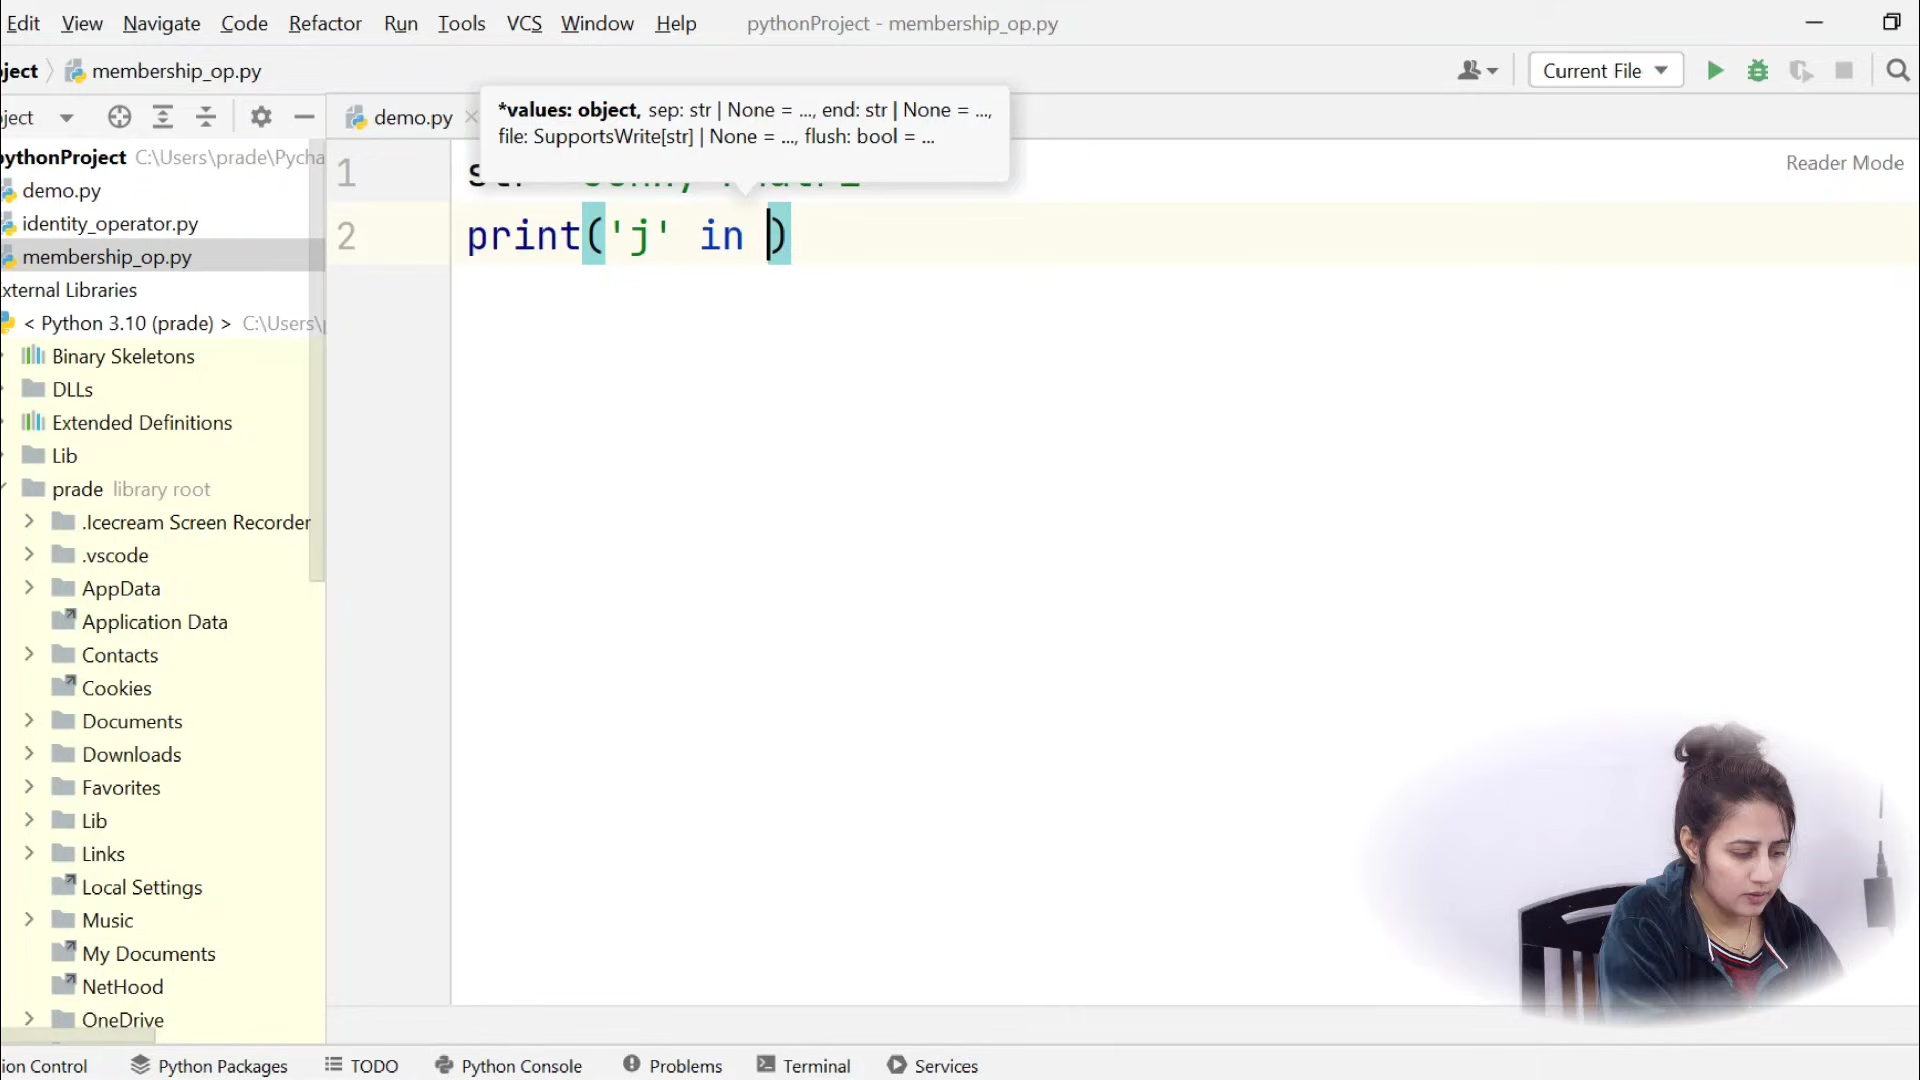 Edit View Navigate Code Refactor Run Tools VCS Window Help pythonProject - membership_op.py
ject membership_op.py Current File
ject demo.py
*values: object, sep: str | None = ..., end: str | None = ...,
file: SupportsWrite[str] | None = ..., flush: bool = ...
Reader Mode
1
2 print('j' in )
pythonProject C:\Users\prade\Pycha
demo.py
identity_operator.py
membership_op.py
xternal Libraries
< Python 3.10 (prade) > C:\Users\
Binary Skeletons
DLLs
Extended Definitions
Lib
prade library root
.Icecream Screen Recorder
.vscode
AppData
Application Data
Contacts
Cookies
Documents
Downloads
Favorites
Lib
Links
Local Settings
Music
My Documents
NetHood
OneDrive
ion Control Python Packages TODO Python Console Problems Terminal Services